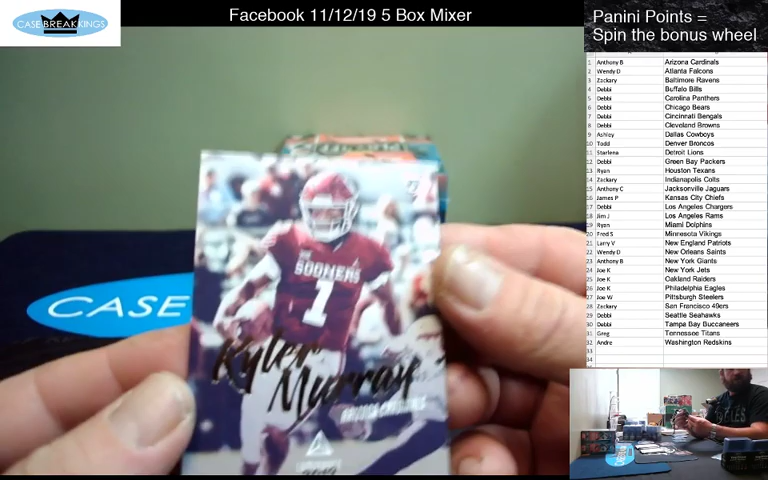 CASE BREAK KINGS
Facebook 11/12/19 5 Box Mixer
Panini Points =
Spin the bonus wheel
1 Anthony B Arizona Cardinals
2 Wendy D Atlanta Falcons
3 Zackary Baltimore Ravens
4 Debbi Buffalo Bills
5 Debbi Carolina Panthers
6 Debbi Chicago Bears
7 Debbi Cincinnati Bengals
8 Debbi Cleveland Browns
9 Ashley Dallas Cowboys
10 Todd Denver Broncos
11 Starlena Detroit Lions
12 Debbi Green Bay Packers
13 Ryan Houston Texans
14 Zackary Indianapolis Colts
15 Anthony C Jacksonville Jaguars
16 James P Kansas City Chiefs
17 Debbi Los Angeles Chargers
18 Jim J Los Angeles Rams
19 Ryan Miami Dolphins
20 Fred S Minnesota Vikings
21 Larry V New England Patriots
22 Wendy D New Orleans Saints
23 Anthony B New York Giants
24 Joe K New York Jets
25 Joe K Oakland Raiders
26 Joe K Philadelphia Eagles
27 Joe W Pittsburgh Steelers
28 Zackary San Francisco 49ers
29 Debbi Seattle Seahawks
30 Debbi Tampa Bay Buccaneers
31 Greg Tennessee Titans
32 Andre Washington Redskins
33
34
SOONERS
1
Kyler
Murray
ARIZONA CARDINALS
2019
CASE